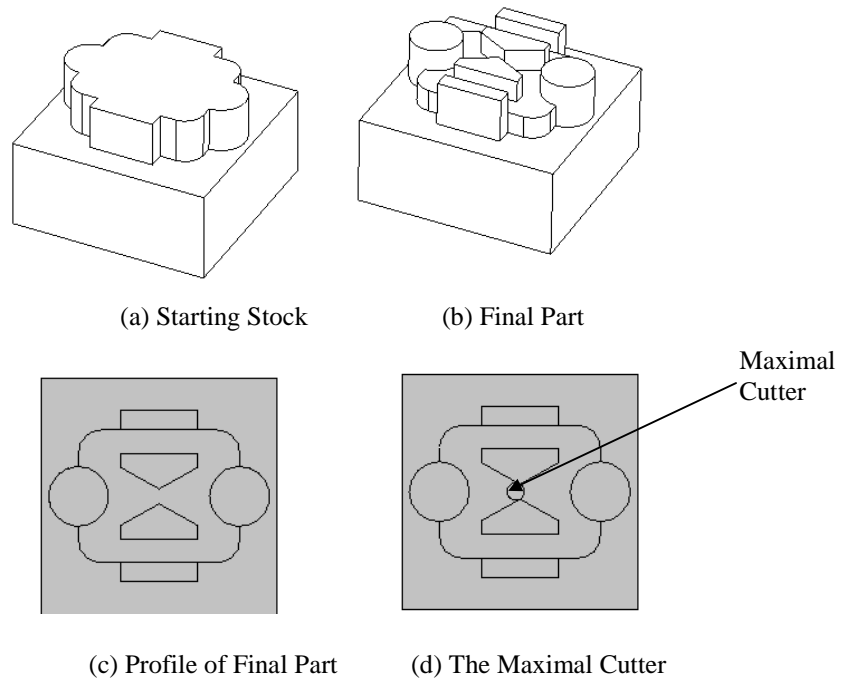 (a) Starting Stock
(b) Final Part
Maximal
Cutter
(c) Profile of Final Part
(d) The Maximal Cutter